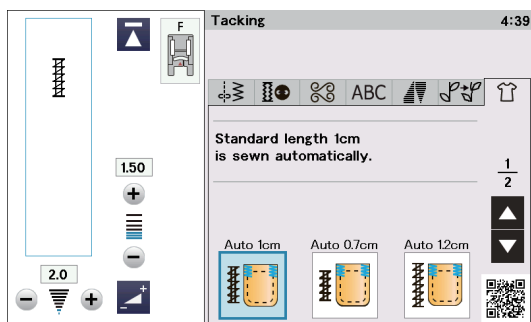 F
1.50
2.0
Tacking
4:39
ABC
Standard length 1cm
is sewn automatically.
1
2
Auto 1cm
Auto 0.7cm
Auto 1.2cm